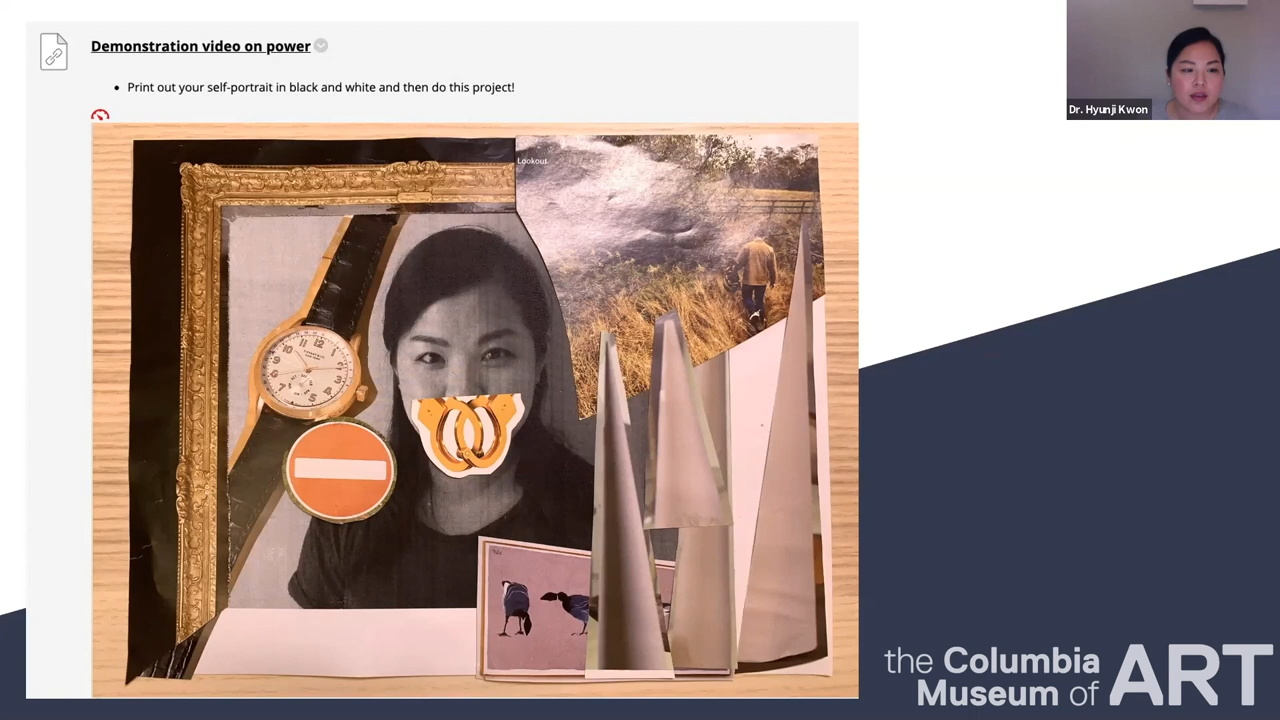 Demonstration video on power
Print out your self-portrait in black and white and then do this project!
Dr. Hyunji Kwon
Lookout
the Columbia
Museum of ART